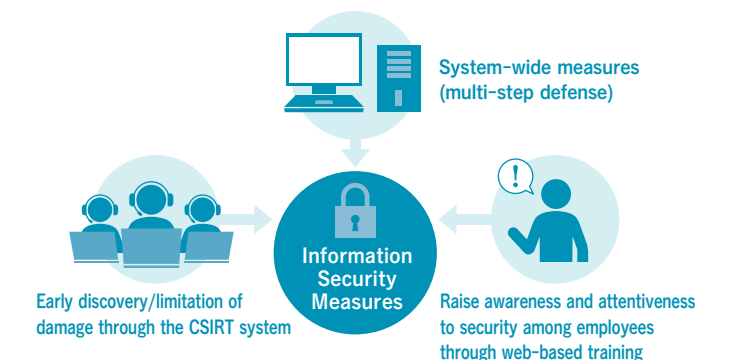 System-wide measures
(multi-step defense)
!
Information
Security
Measures
Early discovery/limitation of
damage through the CSIRT system
Raise awareness and attentiveness
to security among employees
through web-based training